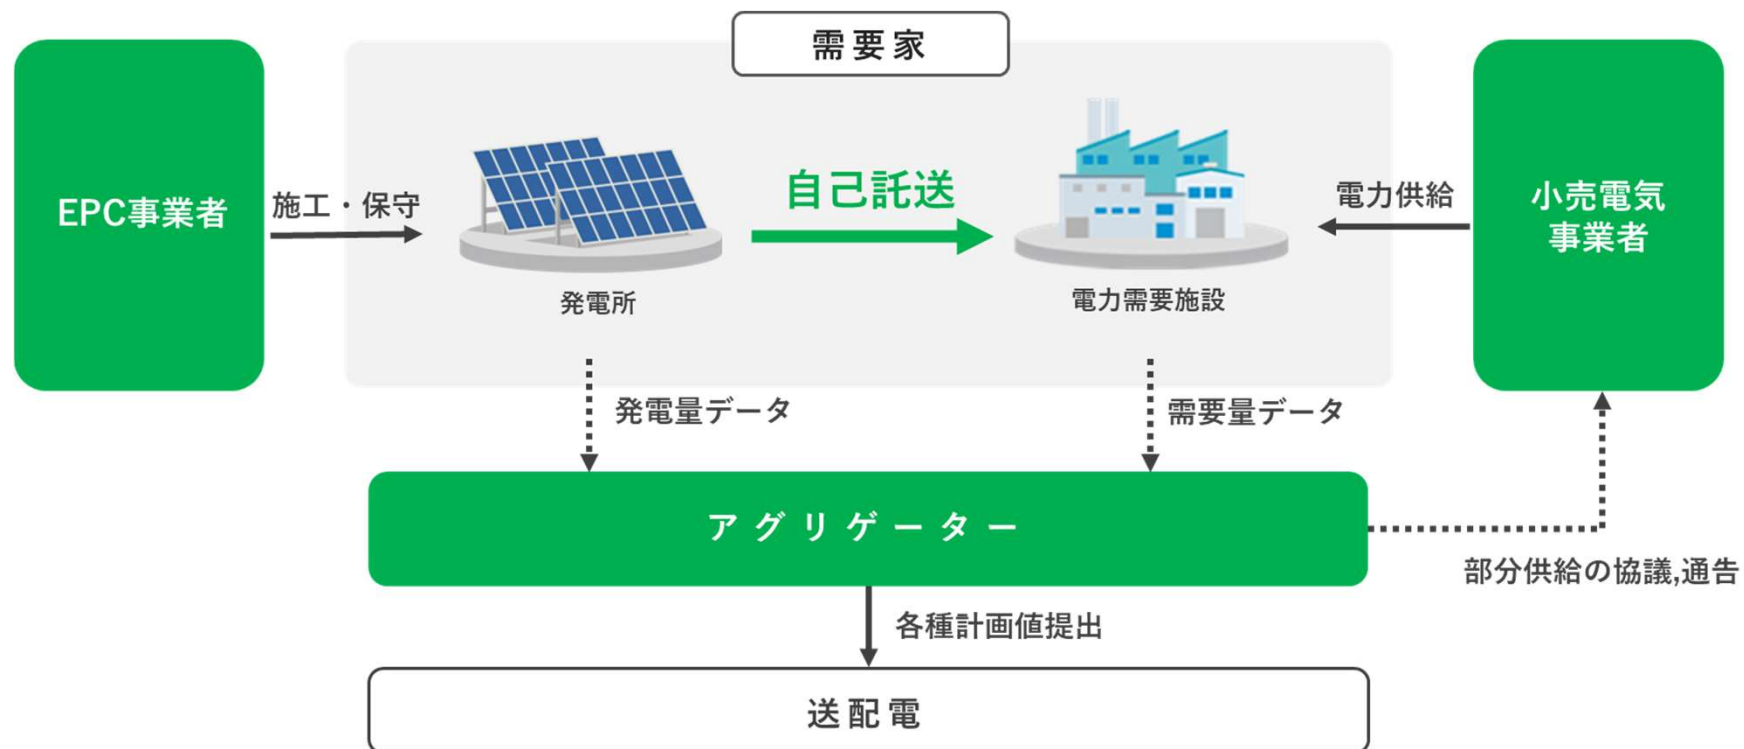 需要家
EPC事業者
施工・保守
自己託送
電力供給
小売電気
事業者
発電所
電力需要施設
発電量データ
需要量データ
アグリゲーター
部分供給の協議,通告
各種計画値提出
送配電